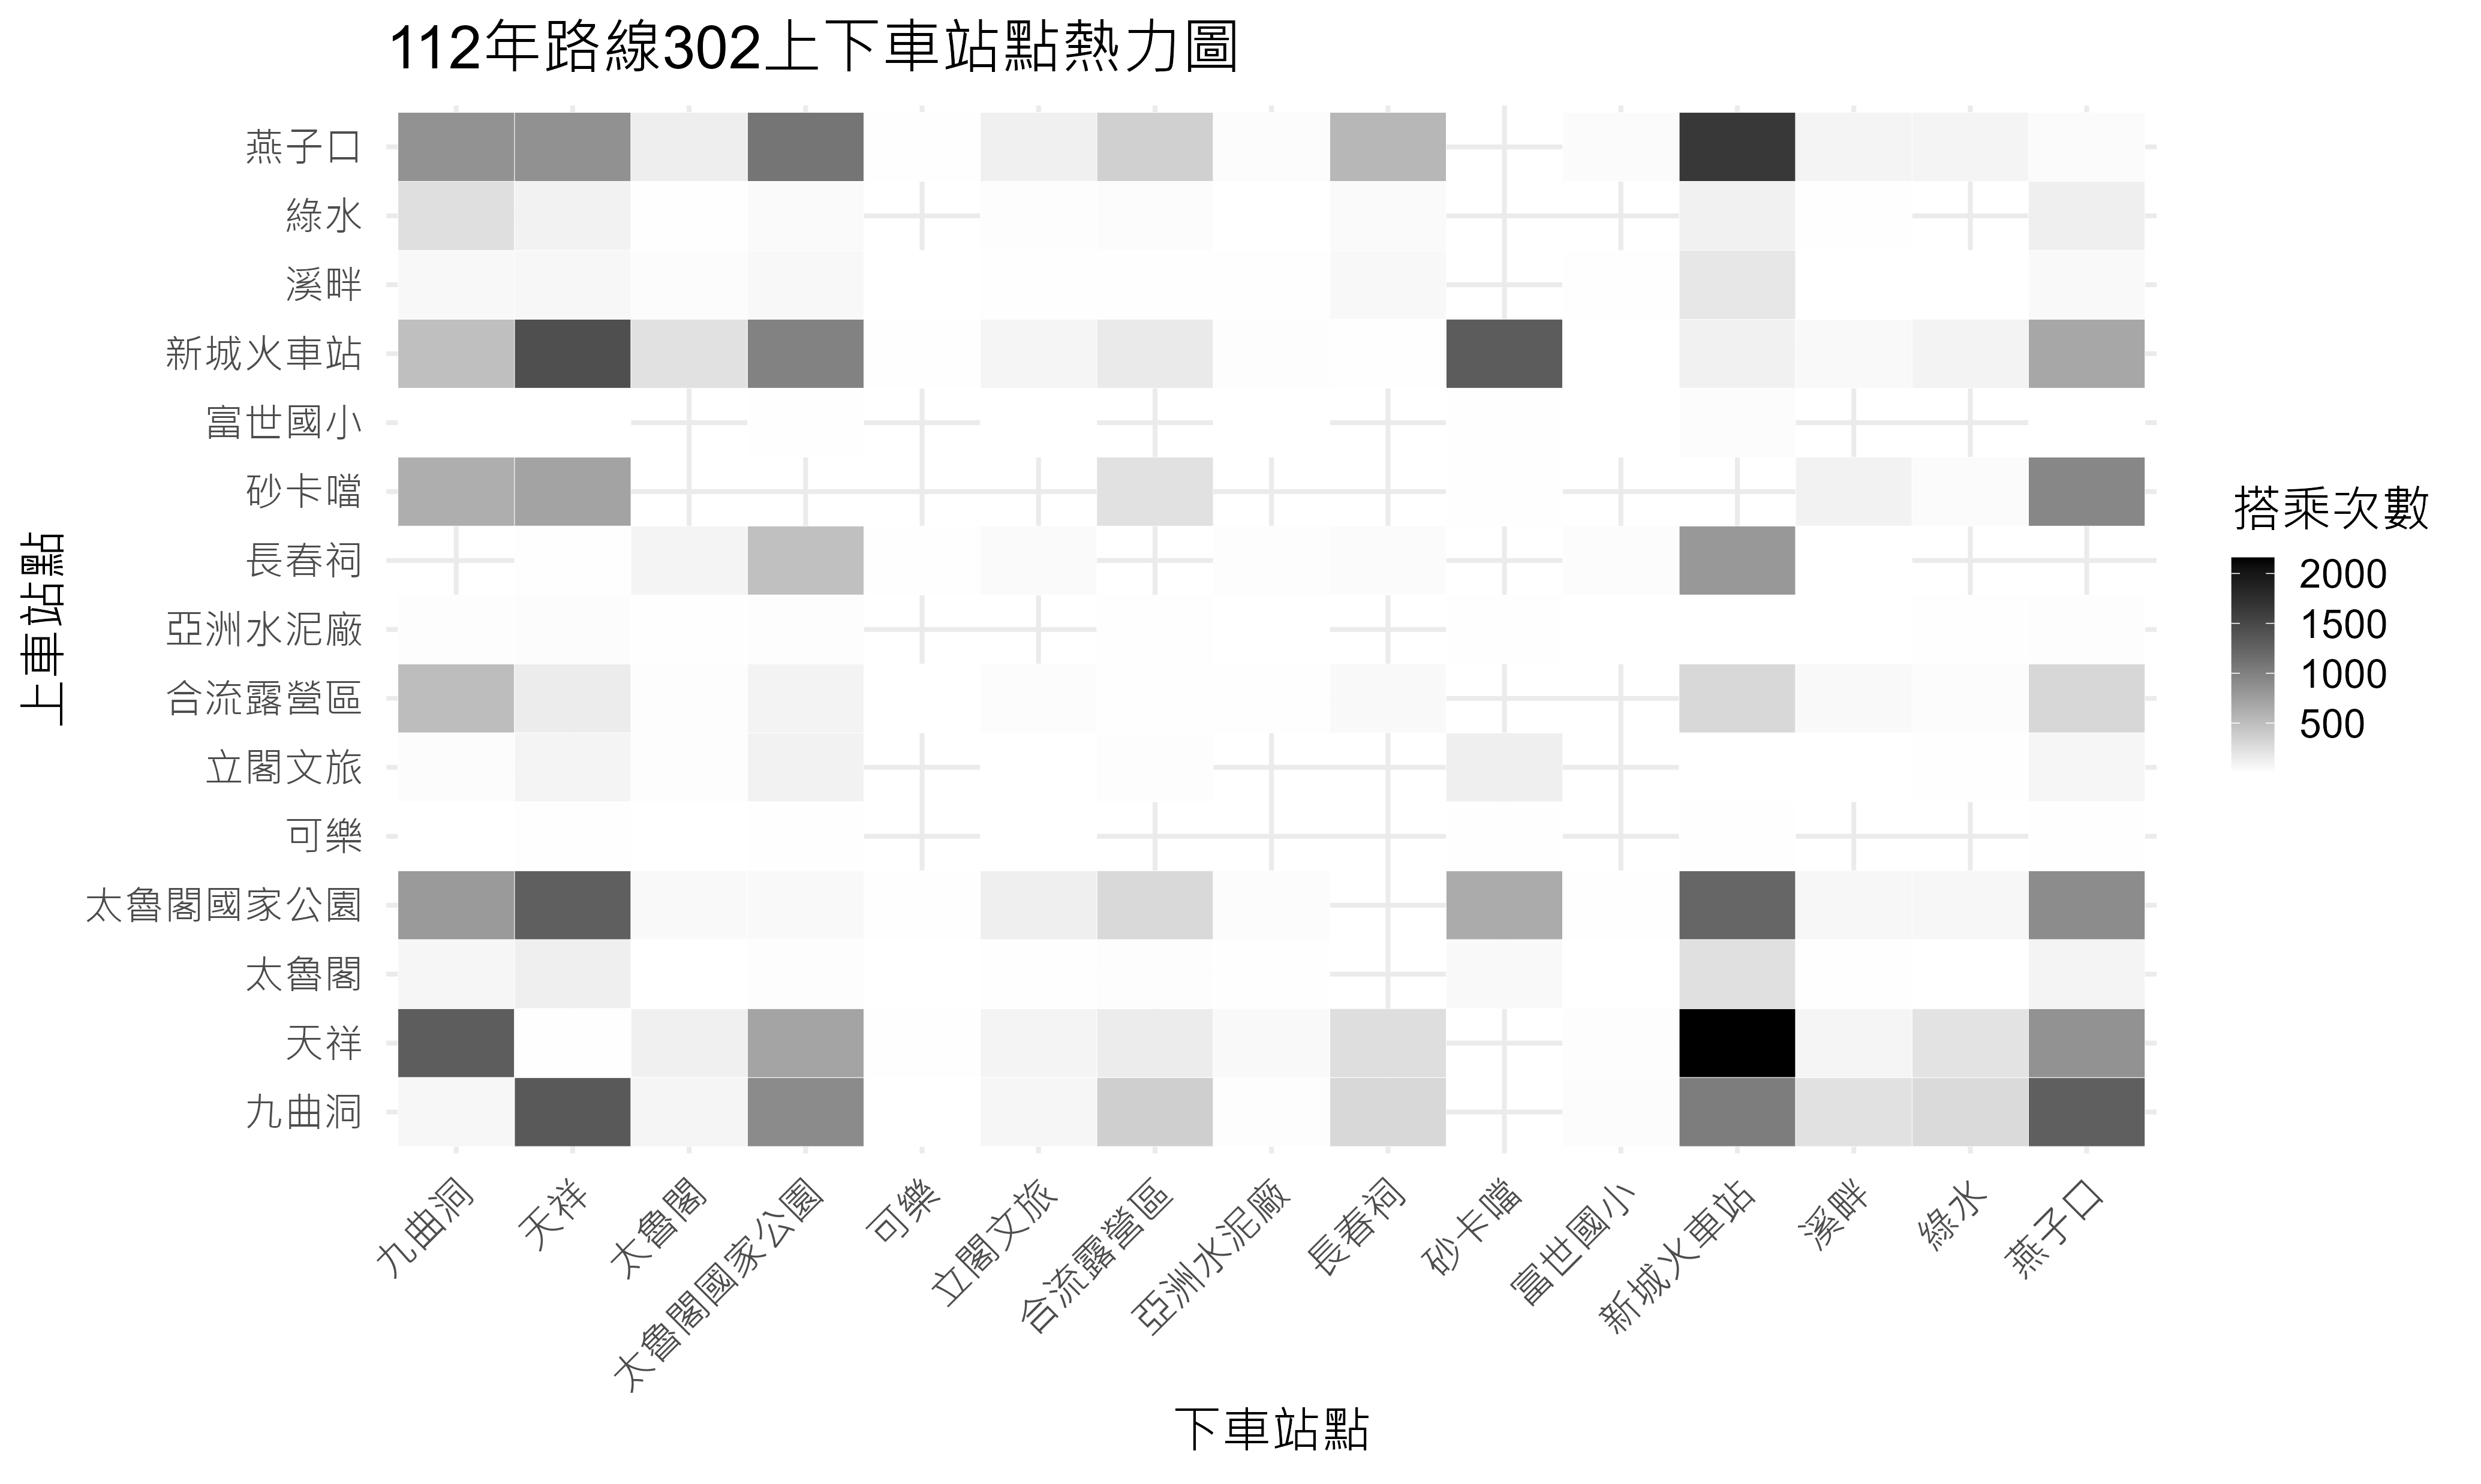 112年路線302上下車站點熱力圖
上車站點
燕子口
綠水
溪畔
新城火車站
富世國小
砂卡噹
長春祠
亞洲水泥廠
合流露營區
立閣文旅
可樂
太魯閣國家公園
太魯閣
天祥
九曲洞
九曲洞
天祥
太魯閣
太魯閣國家公園
可樂
立閣文旅
合流露營區
亞洲水泥廠
長春祠
砂卡噹
富世國小
新城火車站
溪畔
綠水
燕子口
下車站點
搭乘次數
2000
1500
1000
500